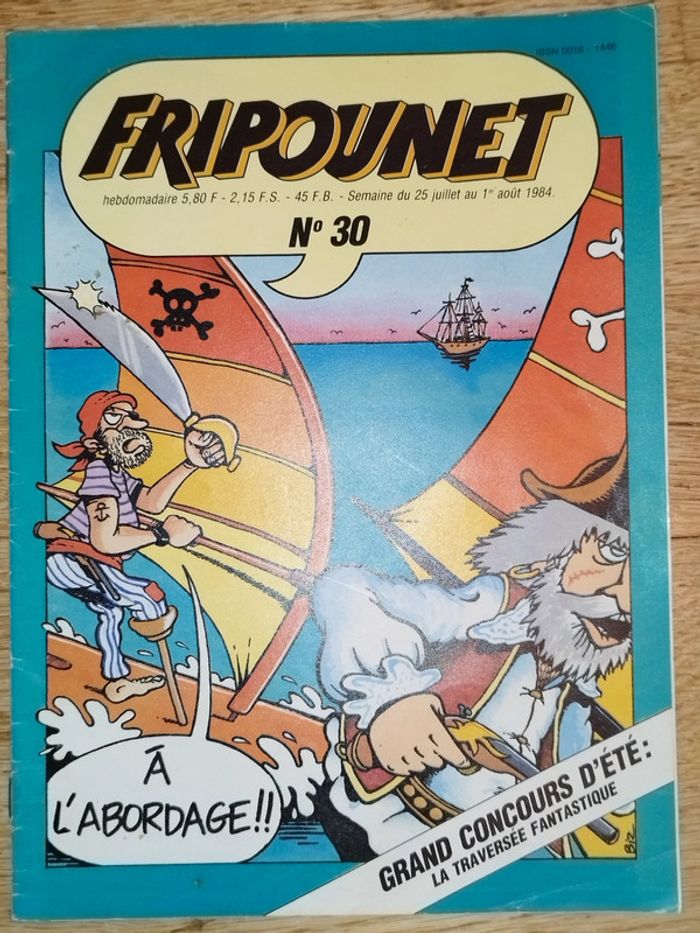 ISSN 0016 - 1446
FRIPOUNET
hebdomadaire 5,80 F - 2,15 F.S. - 45 F.B. - Semaine du 25 juillet au 1er août 1984.
N° 30
À
L'ABORDAGE!!
GRAND CONCOURS D'ÉTÉ:
LA TRAVERSÉE FANTASTIQUE